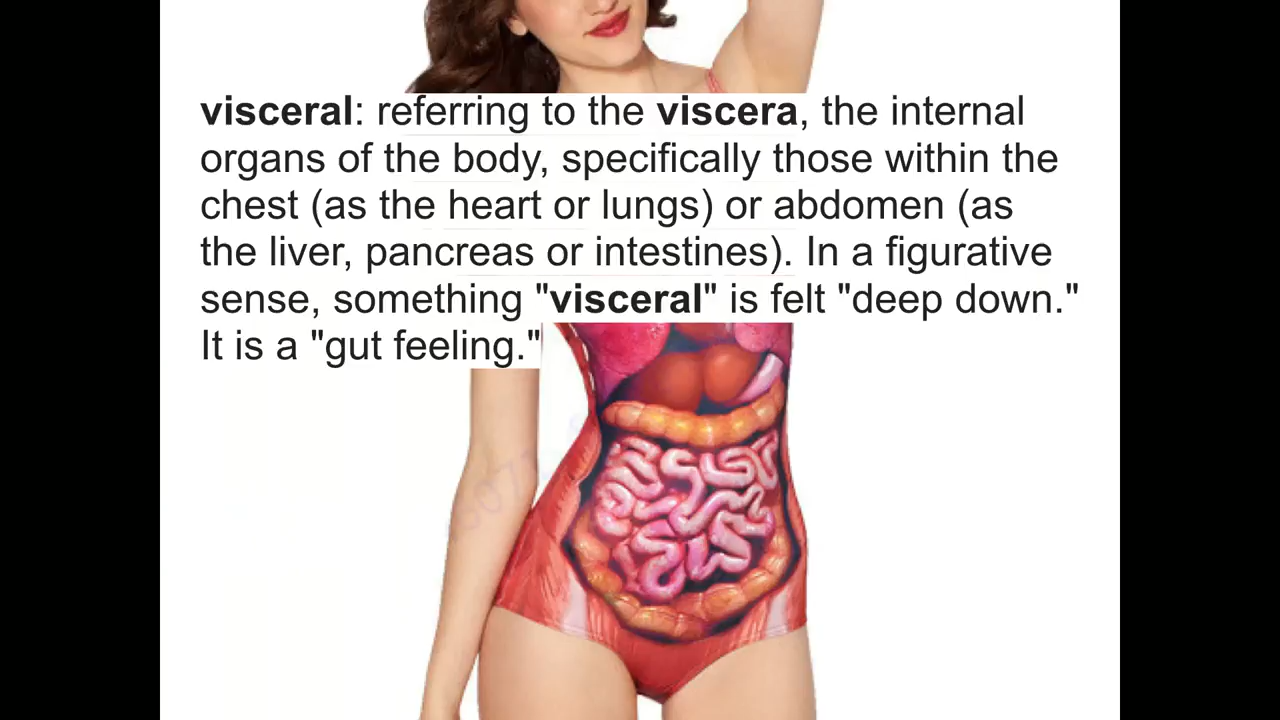 visceral: referring to the viscera, the internal
organs of the body, specifically those within the
chest (as the heart or lungs) or abdomen (as
the liver, pancreas or intestines). In a figurative
sense, something "visceral" is felt "deep down."
It is a "gut feeling."